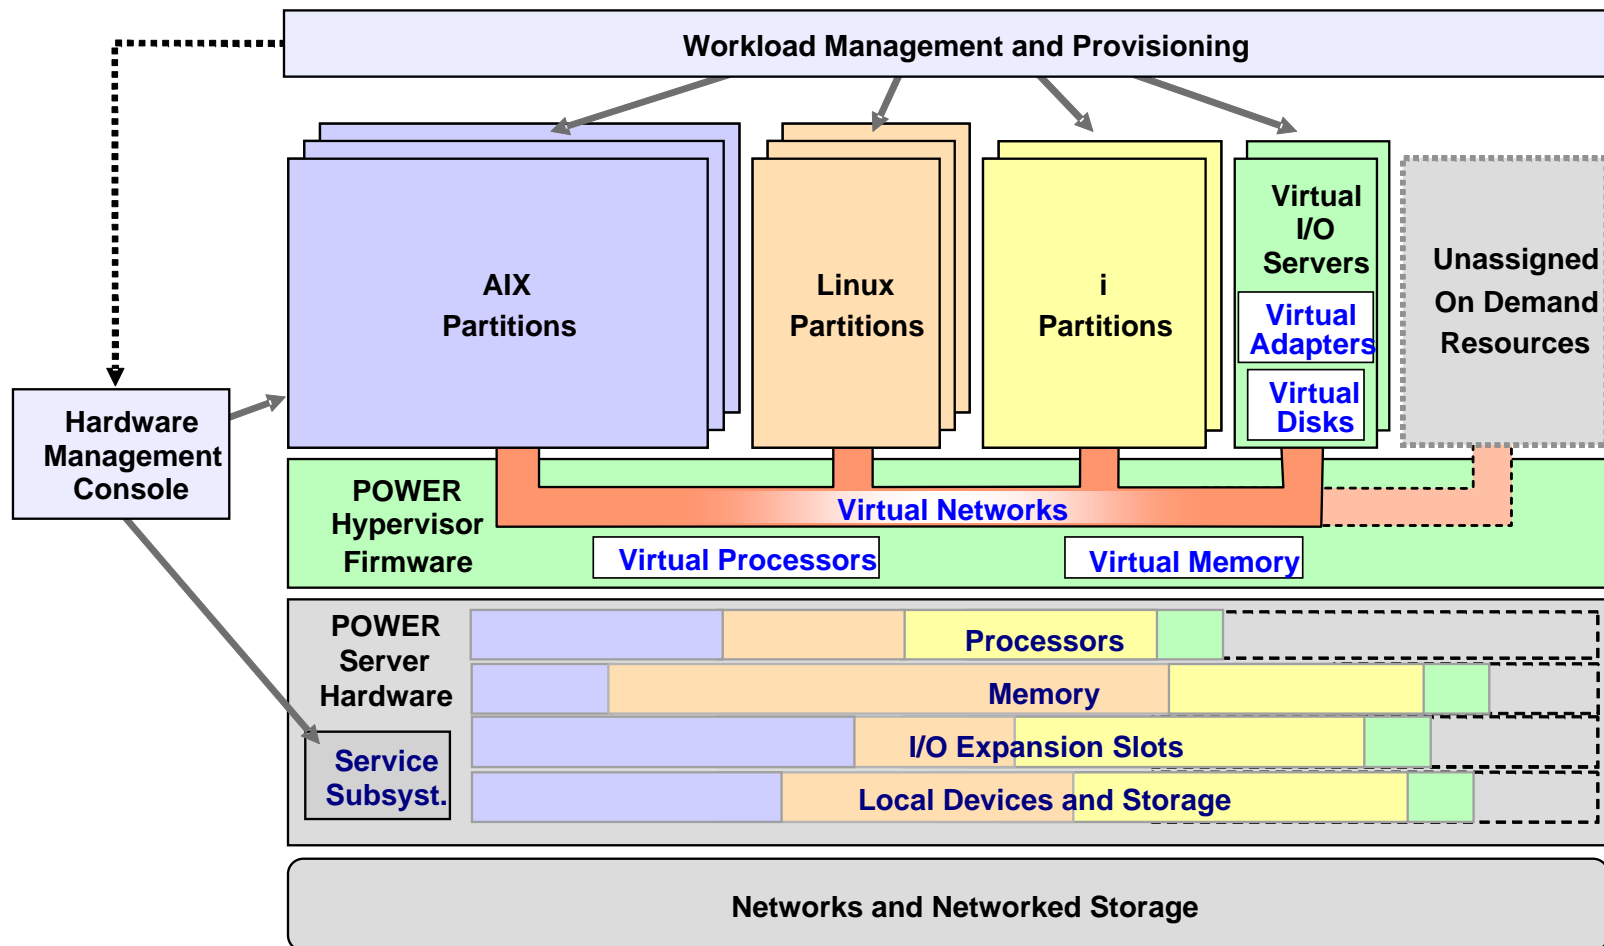 Workload Management and Provisioning
AIX
Partitions
Linux
Partitions
i
Partitions
Virtual
I/O
Servers
Virtual
Adapters
Virtual
Disks
Unassigned
On Demand
Resources
Hardware
Management
Console
POWER
Hypervisor
Firmware
Virtual Networks
Virtual Processors
Virtual Memory
POWER
Server
Hardware
Service
Subsyst.
Processors
Memory
I/O Expansion Slots
Local Devices and Storage
Networks and Networked Storage